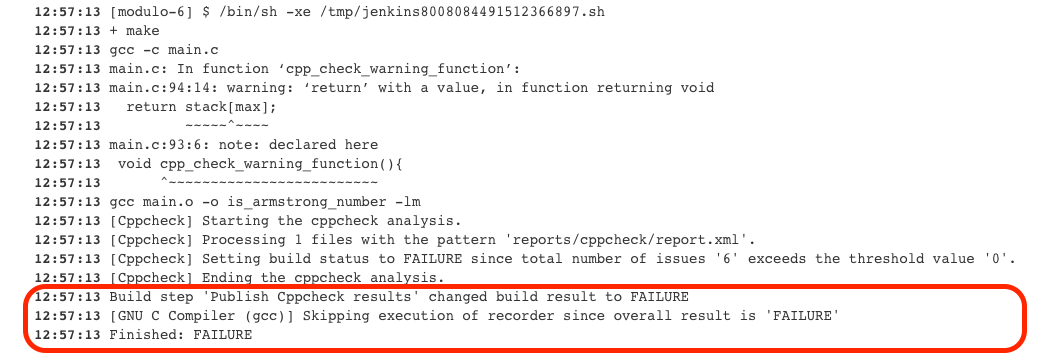 12:57:13 [modulo-6] $ /bin/sh -xe /tmp/jenkins8008084491512366897.sh
12:57:13 + make
12:57:13 gcc -c main.c
12:57:13 main.c: In function ‘cpp_check_warning_function’:
12:57:13 main.c:94:14: warning: ‘return’ with a value, in function returning void
12:57:13   return stack[max];
12:57:13          ~~~~~^~~~
12:57:13 main.c:93:6: note: declared here
12:57:13  void cpp_check_warning_function(){
12:57:13       ^~~~~~~~~~~~~~~~~~~~~~~~~~
12:57:13 gcc main.o -o is_armstrong_number -lm
12:57:13 [Cppcheck] Starting the cppcheck analysis.
12:57:13 [Cppcheck] Processing 1 files with the pattern 'reports/cppcheck/report.xml'.
12:57:13 [Cppcheck] Setting build status to FAILURE since total number of issues '6' exceeds the threshold value '0'.
12:57:13 [Cppcheck] Ending the cppcheck analysis.
12:57:13 Build step 'Publish Cppcheck results' changed build result to FAILURE
12:57:13 [GNU C Compiler (gcc)] Skipping execution of recorder since overall result is 'FAILURE'
12:57:13 Finished: FAILURE